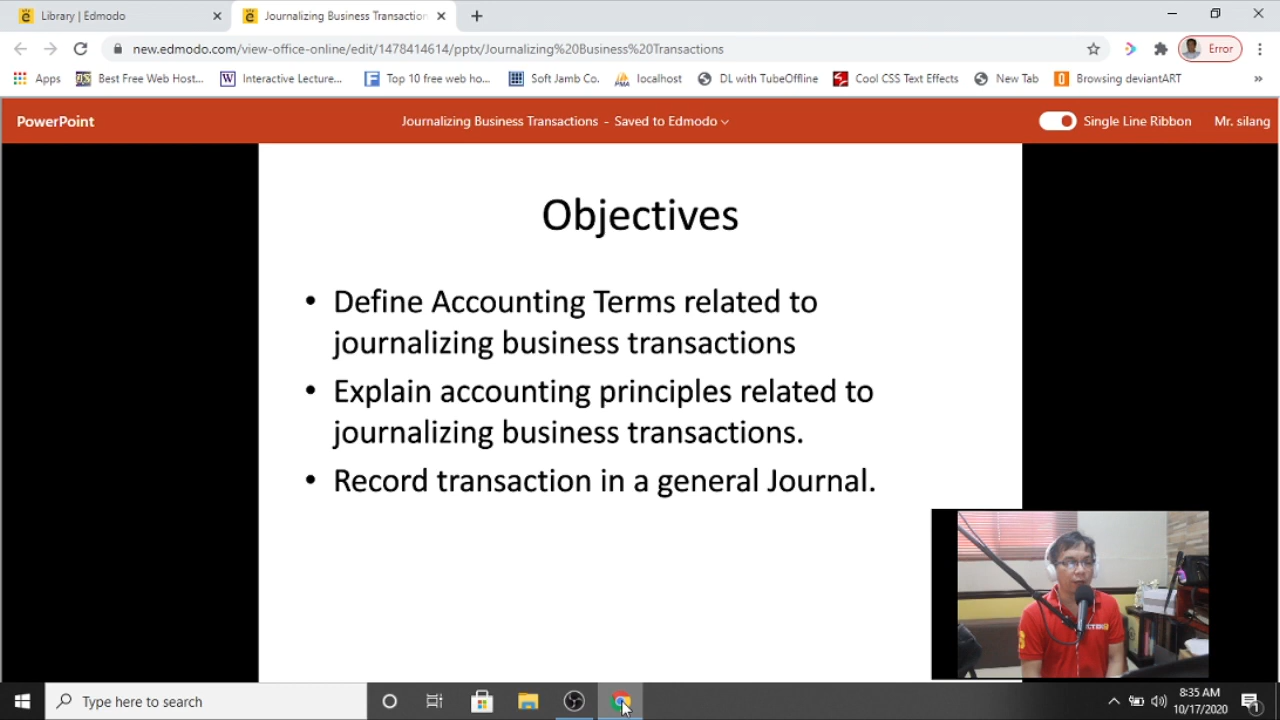 Library | Edmodo
Journalizing Business Transaction
new.edmodo.com/view-office-online/edit/1478414614/pptx/Journalizing%20Business%20Transactions
Error
Apps
Best Free Web Host...
Interactive Lecture...
Top 10 free web ho...
Soft Jamb Co.
localhost
DL with TubeOffline
Cool CSS Text Effects
New Tab
Browsing deviantART
PowerPoint
Journalizing Business Transactions - Saved to Edmodo
Single Line Ribbon
Mr. silang
Objectives
• Define Accounting Terms related to
journalizing business transactions
• Explain accounting principles related to
journalizing business transactions.
• Record transaction in a general Journal.
Type here to search
8:35 AM
10/17/2020